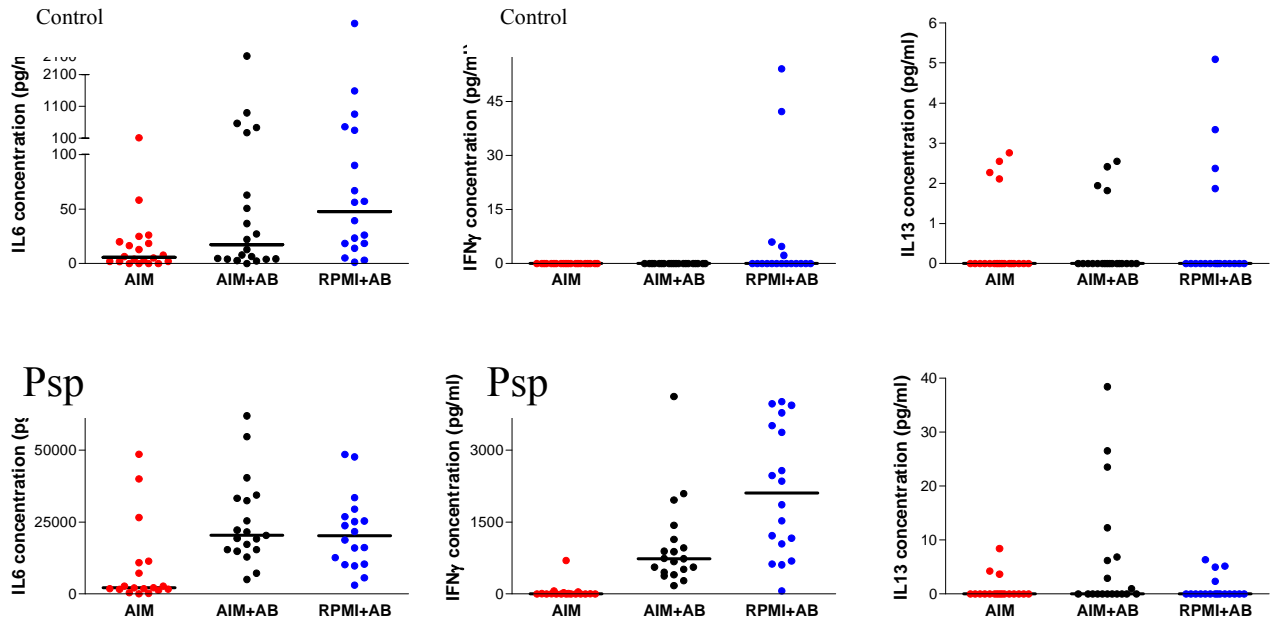 Control
IL6 concentration (pg/m
2100
1100
100
100
50
0
AIM
AIM+AB
RPMI+AB
Control
IFNγ concentration (pg/m
45
30
15
0
AIM
AIM+AB
RPMI+AB
IL13 concentration (pg/ml)
6
5
4
3
2
1
0
AIM
AIM+AB
RPMI+AB
Psp
IL6 concentration (pg
50000
25000
0
AIM
AIM+AB
RPMI+AB
Psp
IFNγ concentration (pg/ml)
3000
1500
0
AIM
AIM+AB
RPMI+AB
IL13 concentration (pg/ml)
40
30
20
10
0
AIM
AIM+AB
RPMI+AB